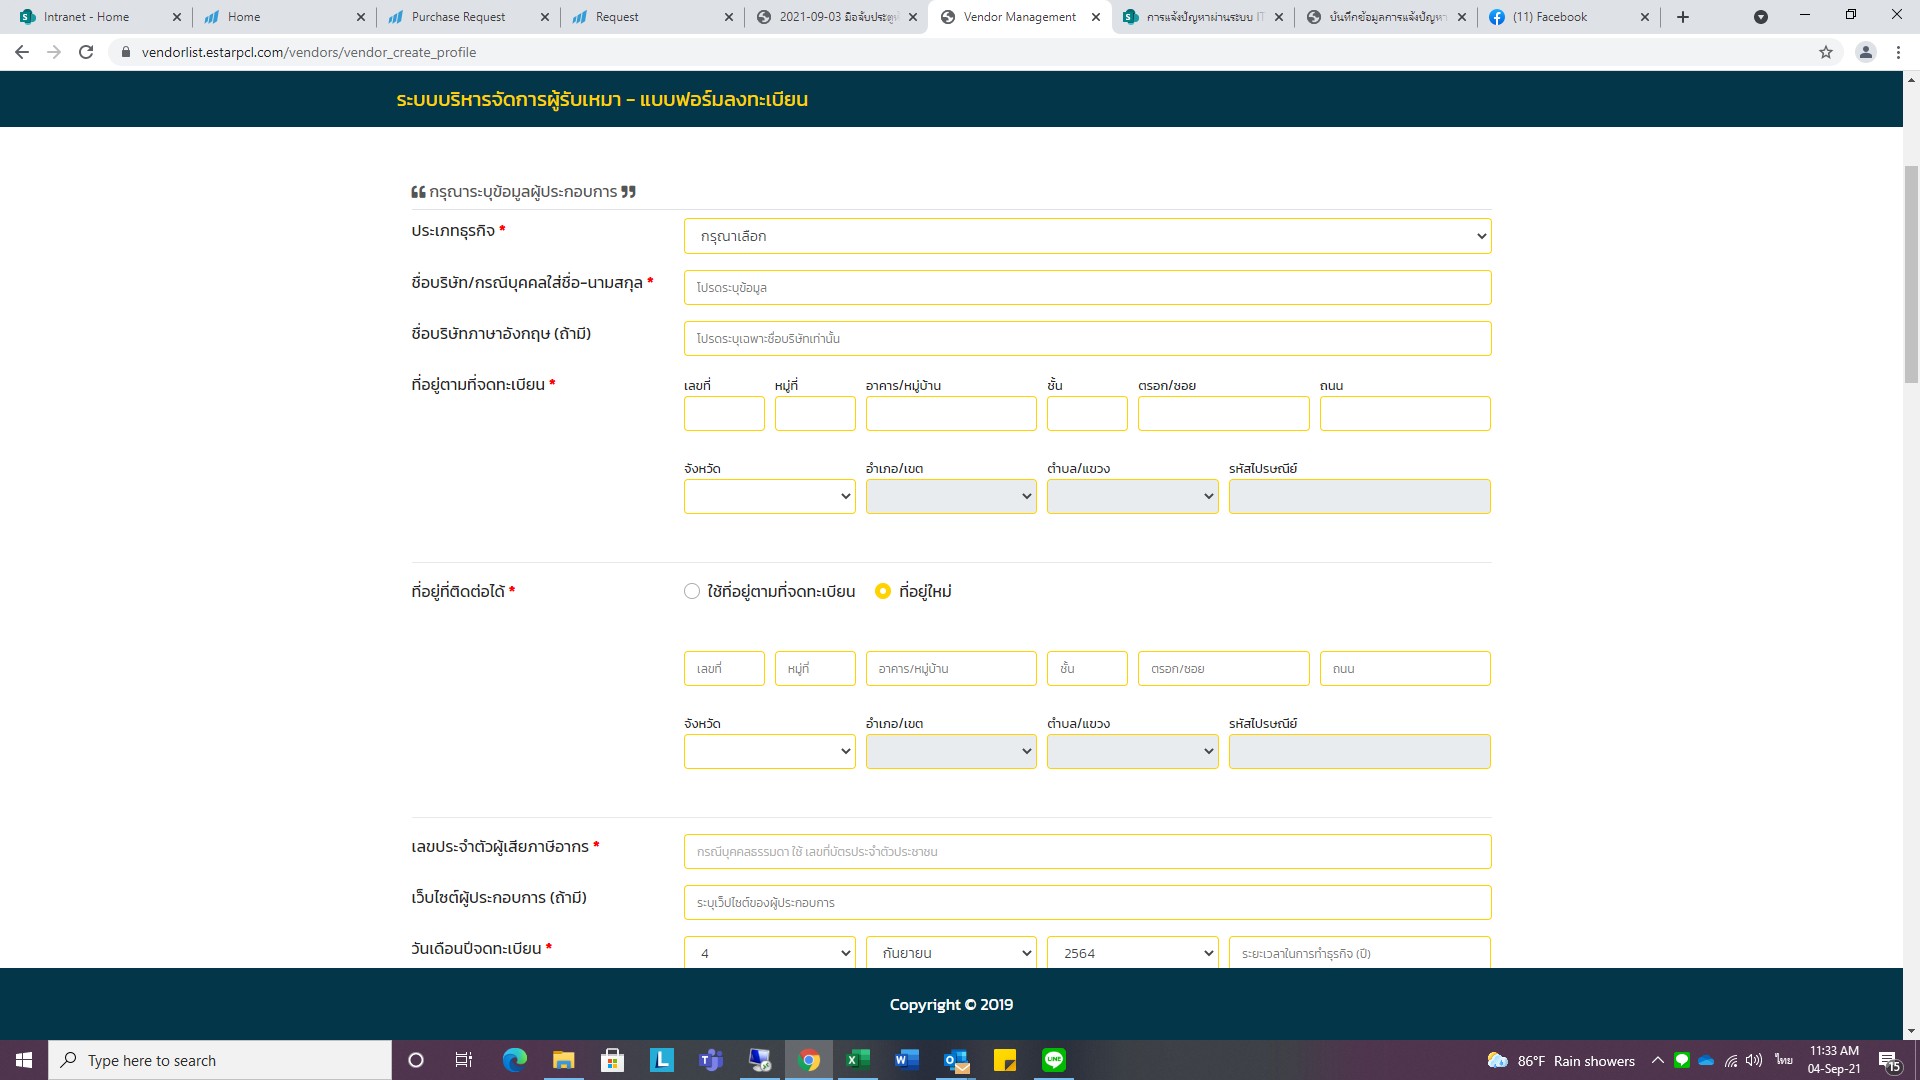 Intranet - Home
Home
Purchase Request
Request
2021-09-03 มือจับประตูห
Vendor Management
การแจ้งปัญหาผ่านระบบ IT
บันทึกข้อมูลการแจ้งปัญหา
(11) Facebook
vendorlist.estarpcl.com/vendors/vendor_create_profile
ระบบบริหารจัดการผู้รับเหมา - แบบฟอร์มลงทะเบียน
❝ กรุณาระบุข้อมูลผู้ประกอบการ ❞
ประเภทธุรกิจ * กรุณาเลือก
ชื่อบริษัท/กรณีบุคคลใส่ชื่อ-นามสกุล * โปรดระบุข้อมูล
ชื่อบริษัทภาษาอังกฤษ (ถ้ามี) โปรดระบุเฉพาะชื่อบริษัทเท่านั้น
ที่อยู่ตามที่จดทะเบียน * เลขที่ หมู่ที่ อาคาร/หมู่บ้าน ชั้น ตรอก/ซอย ถนน
จังหวัด อำเภอ/เขต ตำบล/แขวง รหัสไปรษณีย์
ที่อยู่ที่ติดต่อได้ * ใช้ที่อยู่ตามที่จดทะเบียน ที่อยู่ใหม่
เลขที่ หมู่ที่ อาคาร/หมู่บ้าน ชั้น ตรอก/ซอย ถนน
จังหวัด อำเภอ/เขต ตำบล/แขวง รหัสไปรษณีย์
เลขประจำตัวผู้เสียภาษีอากร * กรณีบุคคลธรรมดา ใช้ เลขที่บัตรประจำตัวประชาชน
เว็บไซต์ผู้ประกอบการ (ถ้ามี) ระบุเว็ปไซต์ของผู้ประกอบการ
วันเดือนปีจดทะเบียน * 4 กันยายน 2564 ระยะเวลาในการทำธุรกิจ (ปี)
Copyright © 2019
Type here to search
86°F Rain showers
ไทย
11:33 AM
04-Sep-21
15